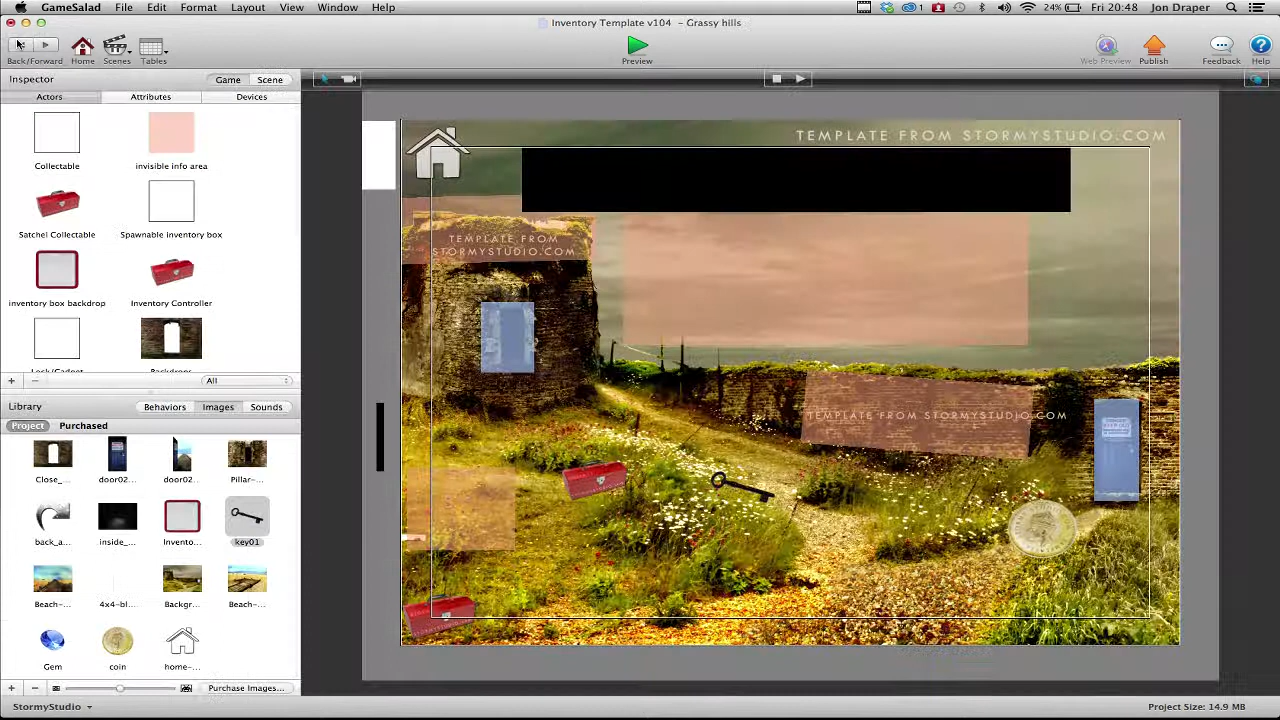 GameSalad File Edit Format Layout View Window Help 1 24% Fri 20:48 Jon Draper
Inventory Template v104 - Grassy hills
Back/Forward Home Scenes Tables Preview Web Preview Publish Feedback Help
Inspector Game Scene
Actors Attributes Devices
Collectable invisible info area
Satchel Collectable Spawnable inventory box
inventory box backdrop Inventory Controller
All
Library Behaviors Images Sounds
Project Purchased
Close_... door02... door02... Pillar-...
back_a... inside_... Invento... key01
Beach-... 4x4-bl... Backgr... Beach-...
Gem coin home-...
Purchase Images...
StormyStudio
TEMPLATE FROM STORMYSTUDIO.COM
TEMPLATE FROM
STORMYSTUDIO.COM
TEMPLATE FROM STORMYSTUDIO.COM
Project Size: 14.9 MB